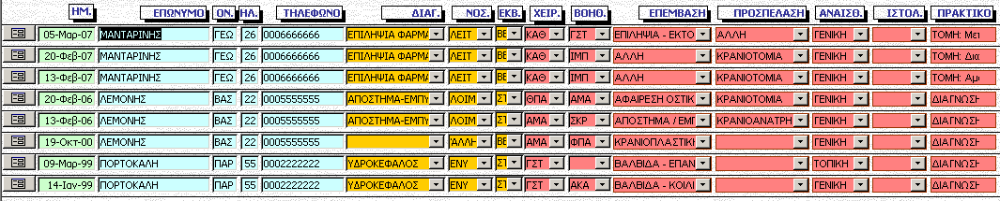 ΗΜ. ΕΠΩΝΥΜΟ ΟΝ. ΗΛ. ΤΗΛΕΦΩΝΟ ΔΙΑΓ. ΝΟΣ. ΕΚΒ. ΧΕΙΡ. ΒΟΗΘ. ΕΠΕΜΒΑΣΗ ΠΡΟΣΠΕΛΑΣΗ ΑΝΑΙΣΘ. ΙΣΤΟΛ. ΠΡΑΚΤΙΚΟ
05-Μαρ-07 ΜΑΝΤΑΡΙΝΗΣ ΓΕΩ 26 0006666666 ΕΠΙΛΗΨΙΑ ΦΑΡΜΑ ΛΕΙΤ ΒΕ ΚΑΘ ΓΣΤ ΕΠΙΛΗΨΙΑ - ΕΚΤΟ ΑΛΛΗ ΓΕΝΙΚΗ ΤΟΜΗ: Μετ
20-Φεβ-07 ΜΑΝΤΑΡΙΝΗΣ ΓΕΩ 26 0006666666 ΕΠΙΛΗΨΙΑ ΦΑΡΜΑ ΛΕΙΤ ΒΕ ΚΑΘ ΙΜΠ ΑΛΛΗ ΚΡΑΝΙΟΤΟΜΙΑ ΓΕΝΙΚΗ ΤΟΜΗ: Δια
13-Φεβ-07 ΜΑΝΤΑΡΙΝΗΣ ΓΕΩ 26 0006666666 ΕΠΙΛΗΨΙΑ ΦΑΡΜΑ ΛΕΙΤ ΒΕ ΚΑΘ ΙΜΠ ΑΛΛΗ ΚΡΑΝΙΟΤΟΜΙΑ ΓΕΝΙΚΗ ΤΟΜΗ: Αμ
20-Φεβ-06 ΛΕΜΟΝΗΣ ΒΑΣ 22 0005555555 ΑΠΟΣΤΗΜΑ-ΕΜΠΥ ΛΟΙΜ ΣΤ ΘΠΑ ΑΜΑ ΑΦΑΙΡΕΣΗ ΟΣΤΙΚ ΚΡΑΝΙΟΤΟΜΙΑ ΓΕΝΙΚΗ ΔΙΑΓΝΩΣΗ
13-Φεβ-06 ΛΕΜΟΝΗΣ ΒΑΣ 22 0005555555 ΑΠΟΣΤΗΜΑ-ΕΜΠΥ ΛΟΙΜ ΣΤ ΑΜΑ ΣΚΡ ΑΠΟΣΤΗΜΑ / ΕΜΠ ΚΡΑΝΙΟΑΝΑΤΡΗ ΓΕΝΙΚΗ ΔΙΑΓΝΩΣΗ
19-Οκτ-00 ΛΕΜΟΝΗΣ ΒΑΣ 22 0005555555 ΆΛΛΗ ΒΕ ΑΜΑ ΦΠΑ ΚΡΑΝΙΟΠΛΑΣΤΙΚ ΓΕΝΙΚΗ ΔΙΑΓΝΩΣΗ
09-Μαρ-99 ΠΟΡΤΟΚΑΛΗ ΠΑΡ 55 0002222222 ΥΔΡΟΚΕΦΑΛΟΣ ΕΝΥ ΣΤ ΓΣΤ ΒΑΛΒΙΔΑ - ΕΠΑΝ ΤΟΠΙΚΗ ΔΙΑΓΝΩΣΗ
14-Ιαν-99 ΠΟΡΤΟΚΑΛΗ ΠΑΡ 55 0002222222 ΥΔΡΟΚΕΦΑΛΟΣ ΕΝΥ ΣΤ ΓΣΤ ΑΚΑ ΒΑΛΒΙΔΑ - ΚΟΙΛΙ ΓΕΝΙΚΗ ΔΙΑΓΝΩΣΗ